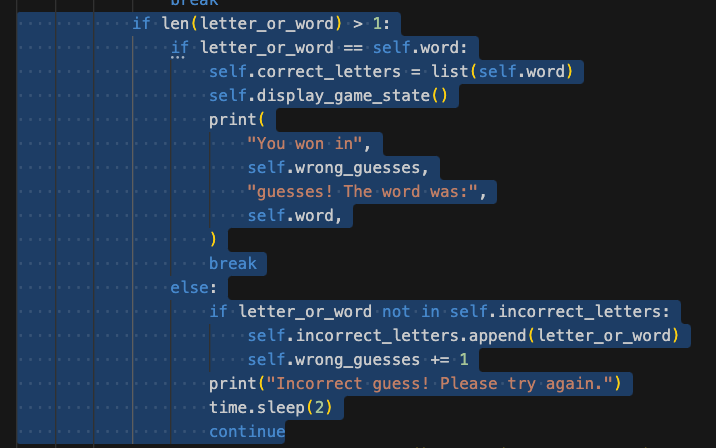 break
if len(letter_or_word) > 1:
if letter_or_word == self.word:
self.correct_letters = list(self.word)
self.display_game_state()
print(
"You won in",
self.wrong_guesses,
"guesses! The word was:",
self.word,
)
break
else:
if letter_or_word not in self.incorrect_letters:
self.incorrect_letters.append(letter_or_word)
self.wrong_guesses += 1
print("Incorrect guess! Please try again.")
time.sleep(2)
continue